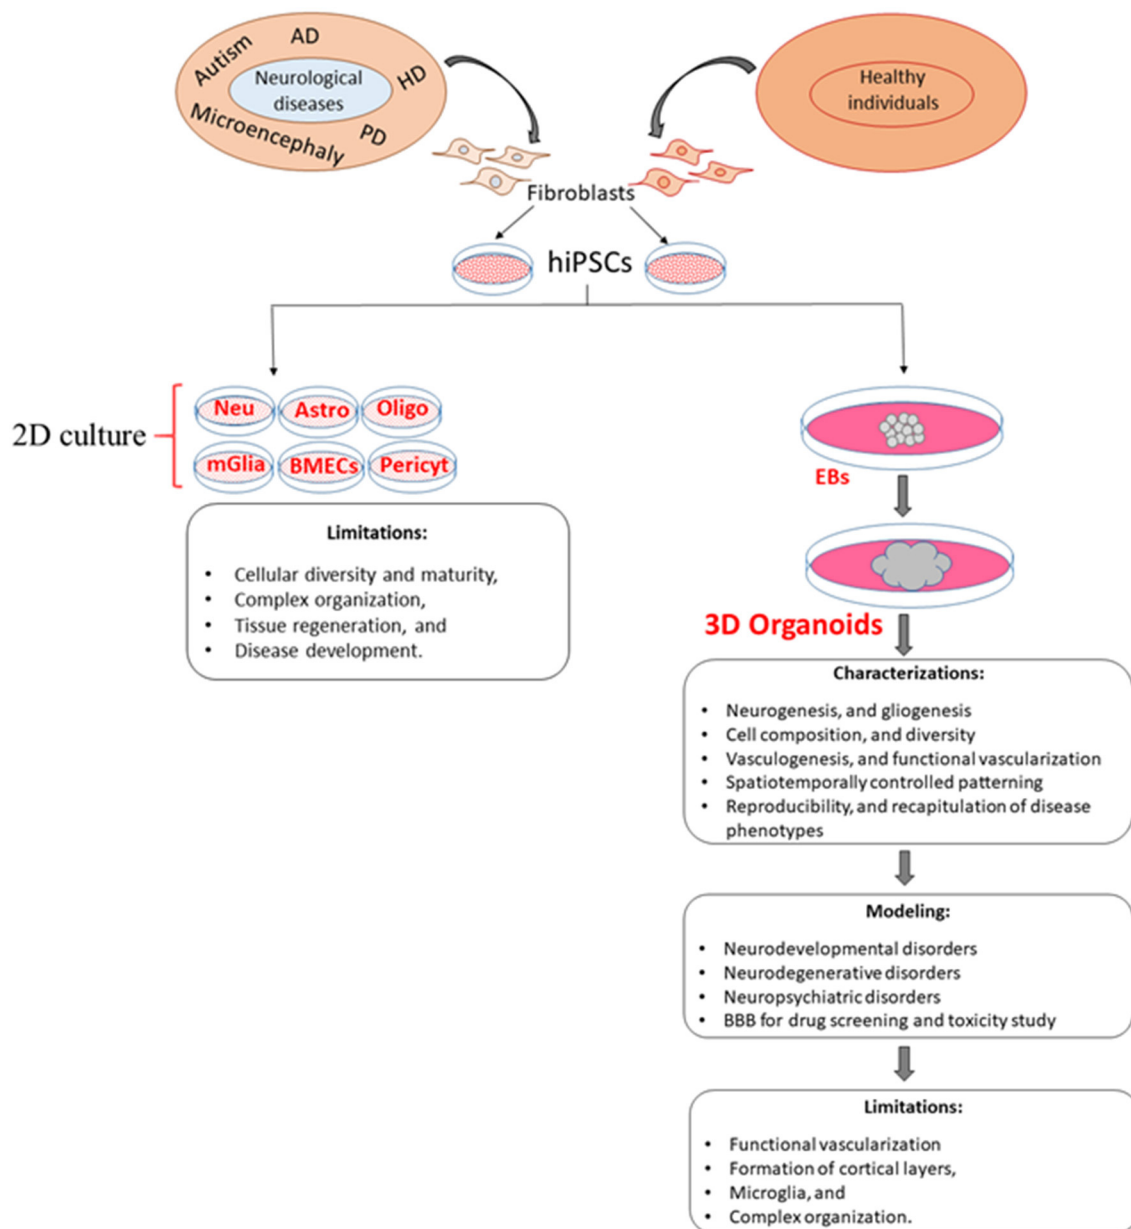 Autism
AD
HD
Neurological
diseases
Microencephaly
PD
Healthy
individuals
Fibroblasts
hiPSCs
2D culture
Neu
Astro
Oligo
mGlia
BMECs
Pericyt
Limitations:
• Cellular diversity and maturity,
• Complex organization,
• Tissue regeneration, and
• Disease development.
EBs
3D Organoids
Characterizations:
• Neurogenesis, and gliogenesis
• Cell composition, and diversity
• Vasculogenesis, and functional vascularization
• Spatiotemporally controlled patterning
• Reproducibility, and recapitulation of disease
phenotypes
Modeling:
• Neurodevelopmental disorders
• Neurodegenerative disorders
• Neuropsychiatric disorders
• BBB for drug screening and toxicity study
Limitations:
• Functional vascularization
• Formation of cortical layers,
• Microglia, and
• Complex organization.